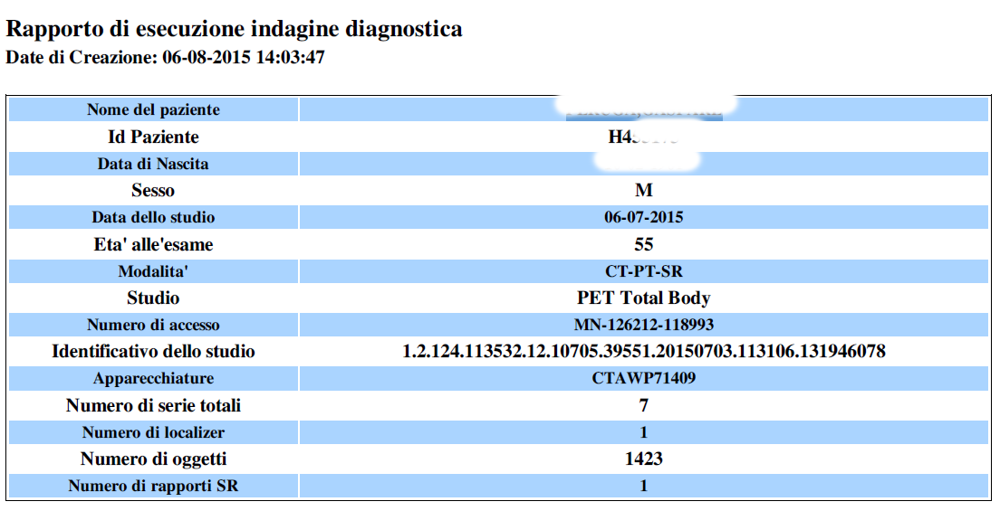 Rapporto di esecuzione indagine diagnostica
Date di Creazione: 06-08-2015 14:03:47
Nome del paziente
Id Paziente H4
Data di Nascita
Sesso M
Data dello studio 06-07-2015
Eta' alle'esame 55
Modalita' CT-PT-SR
Studio PET Total Body
Numero di accesso MN-126212-118993
Identificativo dello studio 1.2.124.113532.12.10705.39551.20150703.113106.131946078
Apparecchiature CTAWP71409
Numero di serie totali 7
Numero di localizer 1
Numero di oggetti 1423
Numero di rapporti SR 1